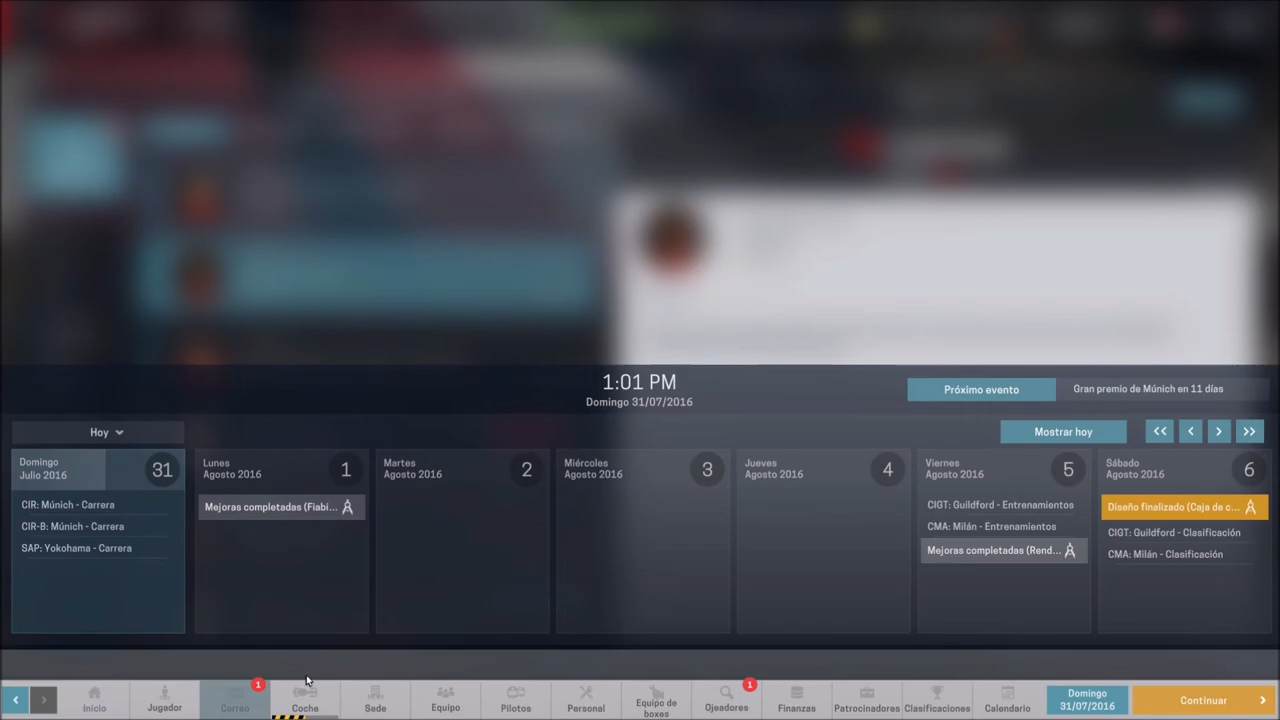 1:01 PM
Domingo 31/07/2016
Próximo evento
Gran premio de Múnich en 11 días
Hoy
Mostrar hoy
Domingo
Julio 2016
31
CIR: Múnich - Carrera
CIR-B: Múnich - Carrera
SAP: Yokohama - Carrera
Lunes
Agosto 2016
1
Mejoras completadas (Fiabi...
Martes
Agosto 2016
2
Miércoles
Agosto 2016
3
Jueves
Agosto 2016
4
Viernes
Agosto 2016
5
CIGT: Guildford - Entrenamientos
CMA: Milán - Entrenamientos
Mejoras completadas (Rend...
Sábado
Agosto 2016
6
Diseño finalizado (Caja de c...
CIGT: Guildford - Clasificación
CMA: Milán - Clasificación
Inicio
Jugador
1
Correo
Coche
Sede
Equipo
Pilotos
Personal
Equipo de
boxes
1
Ojeadores
Finanzas
Patrocinadores
Clasificaciones
Calendario
Domingo
31/07/2016
Continuar